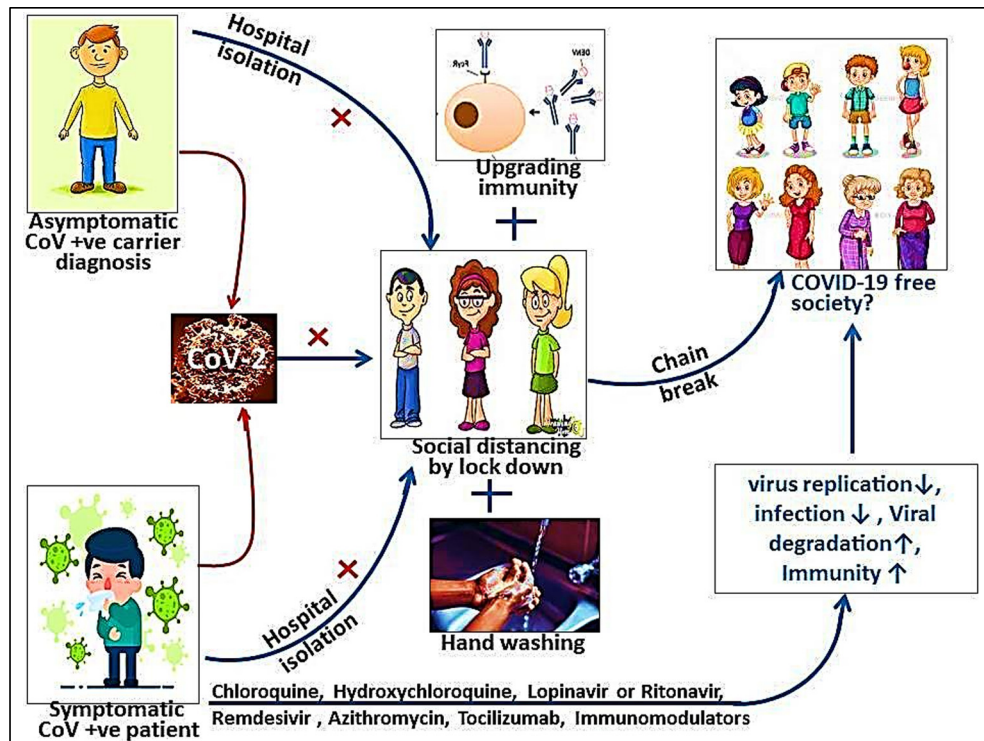 Hospital
isolation
Asymptomatic
CoV +ve carrier
diagnosis
FcγR
DENV
Upgrading
immunity
COVID-19 free
society?
CoV-2
Chain
break
Social distancing
by lock down
virus replication↓,
infection ↓ , Viral
degradation↑,
Immunity ↑
Hand washing
Hospital
isolation
Symptomatic
CoV +ve patient
Chloroquine, Hydroxychloroquine, Lopinavir or Ritonavir,
Remdesivir , Azithromycin, Tocilizumab, Immunomodulators